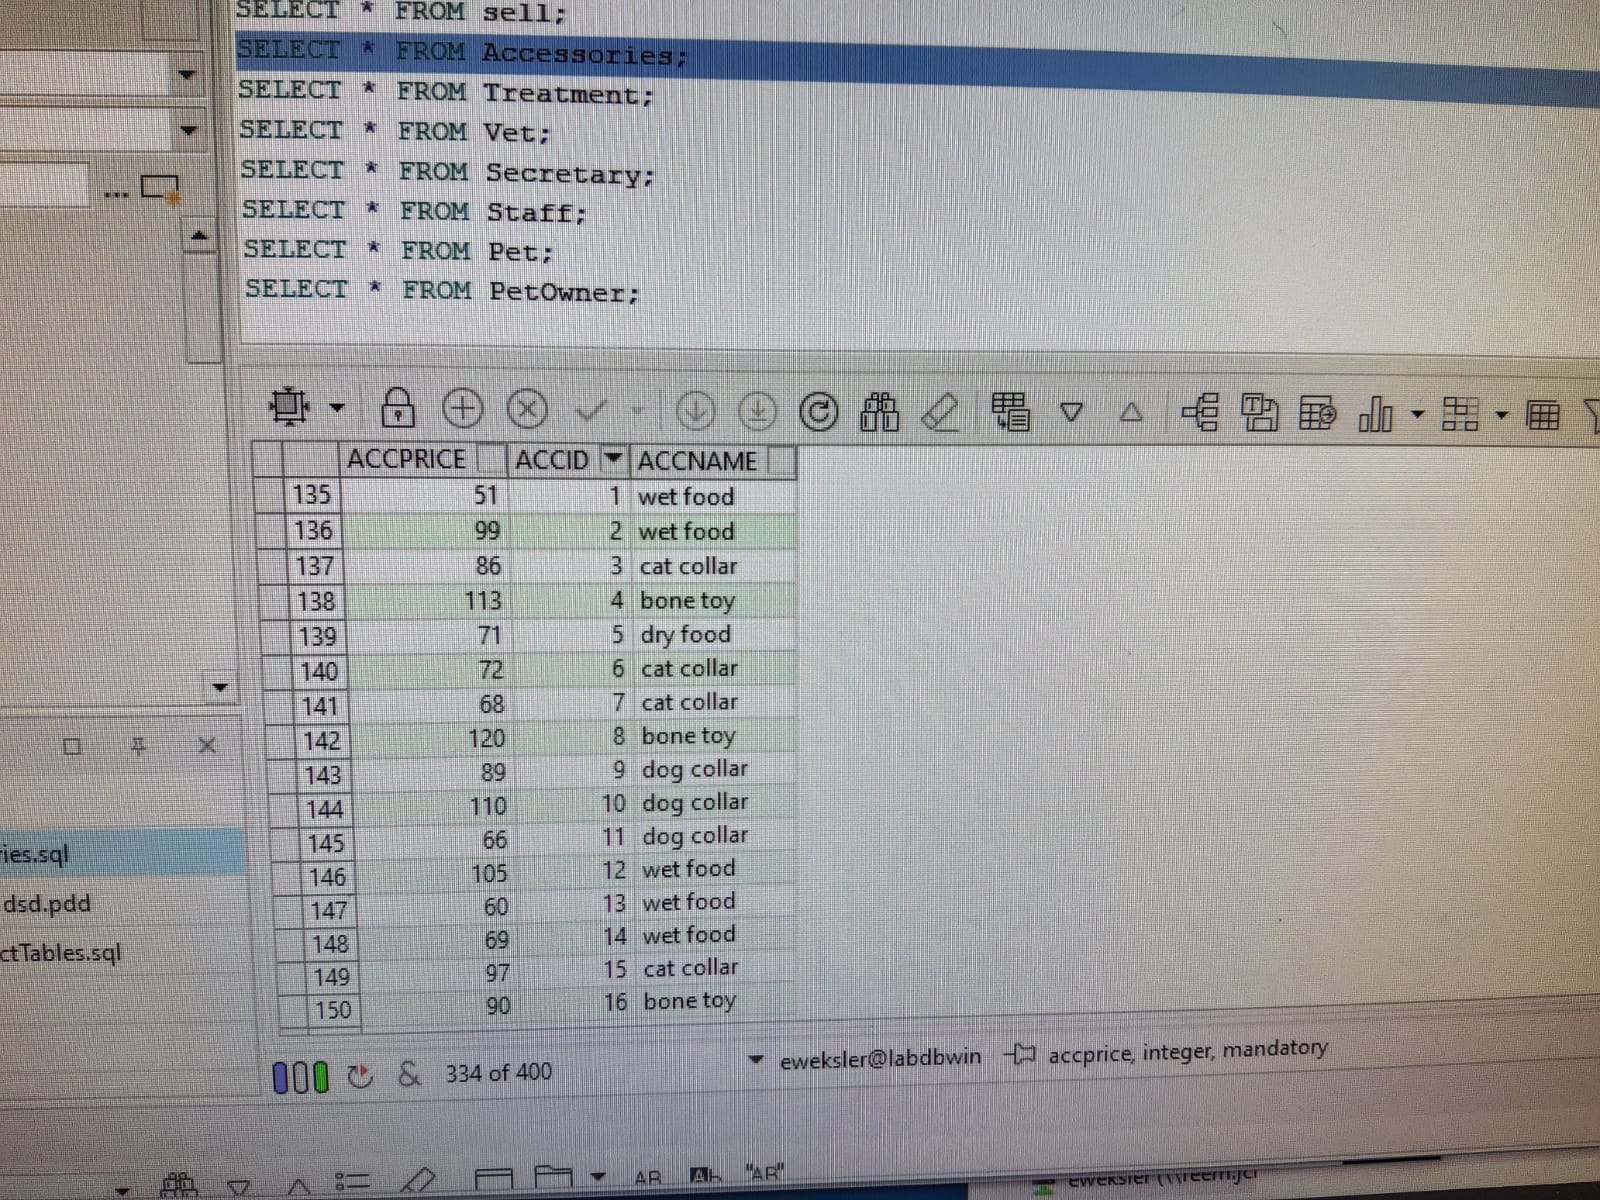 SELECT * FROM sell;
SELECT * FROM Accessories;
SELECT * FROM Treatment;
SELECT * FROM Vet;
SELECT * FROM Secretary;
SELECT * FROM Staff;
SELECT * FROM Pet;
SELECT * FROM PetOwner;
ACCPRICE ACCID ACCNAME
135 51 1 wet food
136 99 2 wet food
137 86 3 cat collar
138 113 4 bone toy
139 71 5 dry food
140 72 6 cat collar
141 68 7 cat collar
142 120 8 bone toy
143 89 9 dog collar
144 110 10 dog collar
145 66 11 dog collar
146 105 12 wet food
147 60 13 wet food
148 69 14 wet food
149 97 15 cat collar
150 90 16 bone toy
ies.sql
dsd.pdd
ctTables.sql
& 334 of 400 eweksler@labdbwin accprice, integer, mandatory
AB Ab "AB"
eweksler